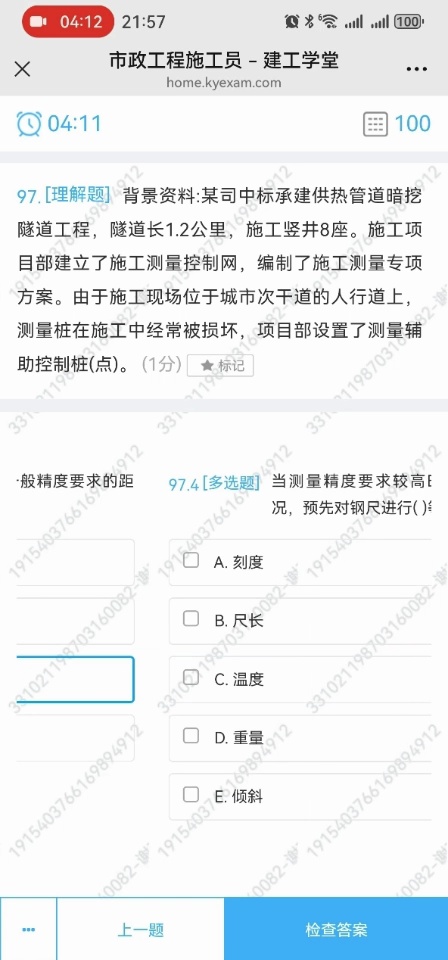 04:12 21:57 6 100
市政工程施工员 – 建工学堂
home.kyexam.com
04:11 100
97. [理解题] 背景资料:某司中标承建供热管道暗挖
隧道工程，隧道长1.2公里，施工竖井8座。施工项
目部建立了施工测量控制网，编制了施工测量专项
方案。由于施工现场位于城市次干道的人行道上，
测量桩在施工中经常被损坏，项目部设置了测量辅
助控制桩(点)。 (1分) ★ 标记
般精度要求的距
97.4 [多选题] 当测量精度要求较高
况，预先对钢尺进行( )
A. 刻度
B. 尺长
C. 温度
D. 重量
E. 倾斜
上一题
检查答案